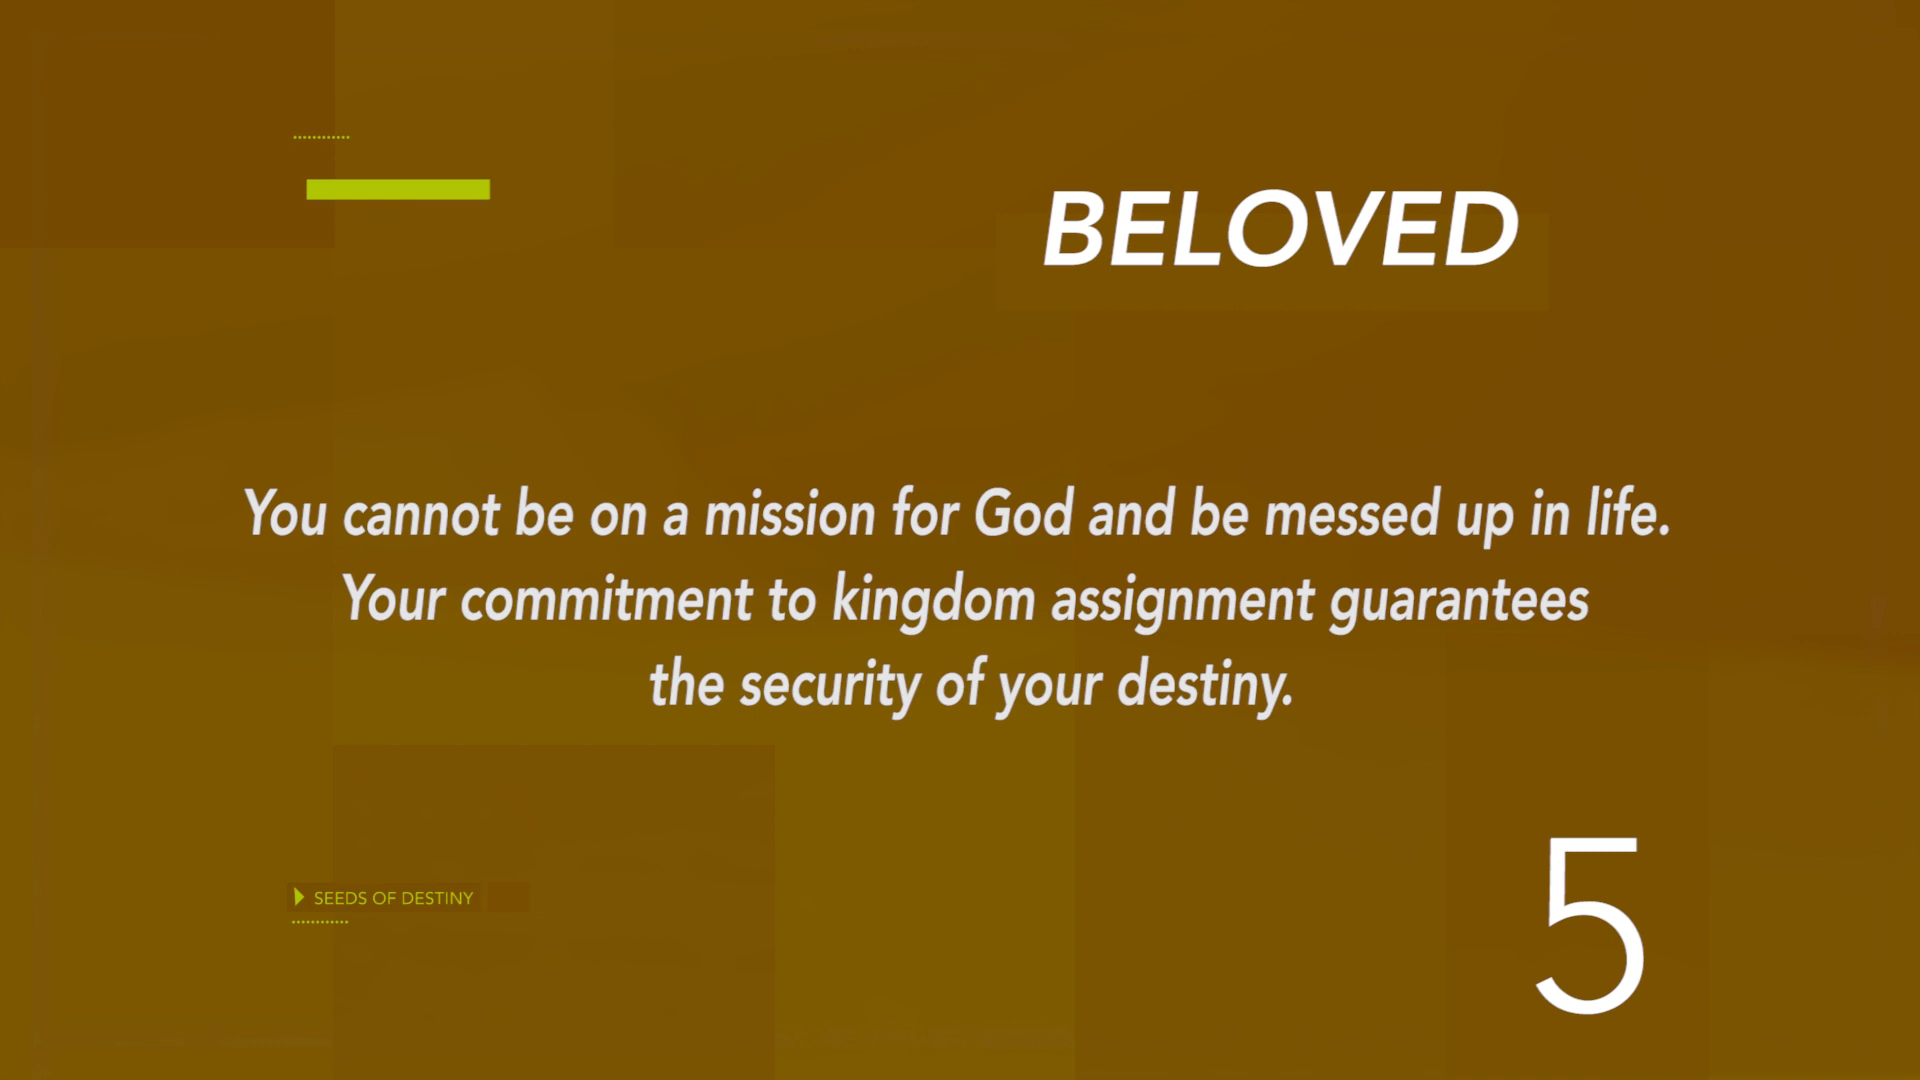 BELOVED
You cannot be on a mission for God and be messed up in life.
Your commitment to kingdom assignment guarantees
the security of your destiny.
SEEDS OF DESTINY
5